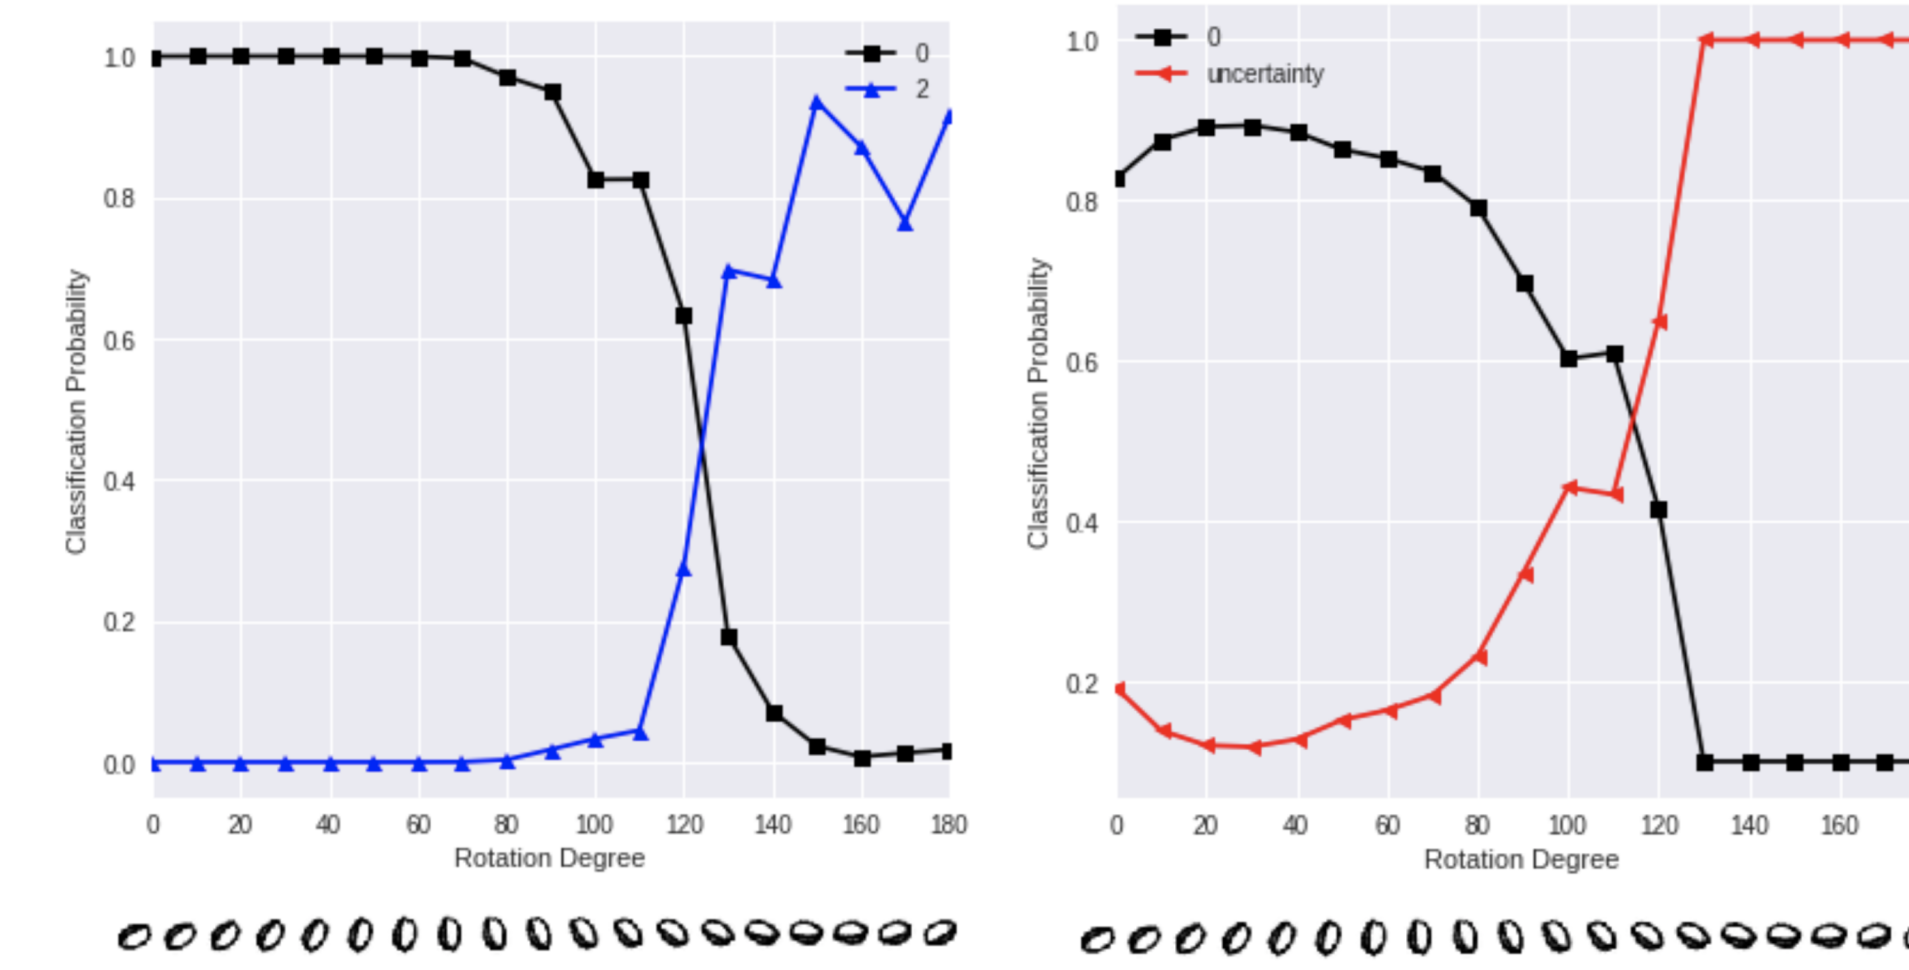 1.0
0.8
0.6
0.4
0.2
0.0
Classification Probability
0
2
0 20 40 60 80 100 120 140 160 180
Rotation Degree
1.0
0.8
0.6
0.4
0.2
Classification Probability
0
uncertainty
0 20 40 60 80 100 120 140 160
Rotation Degree